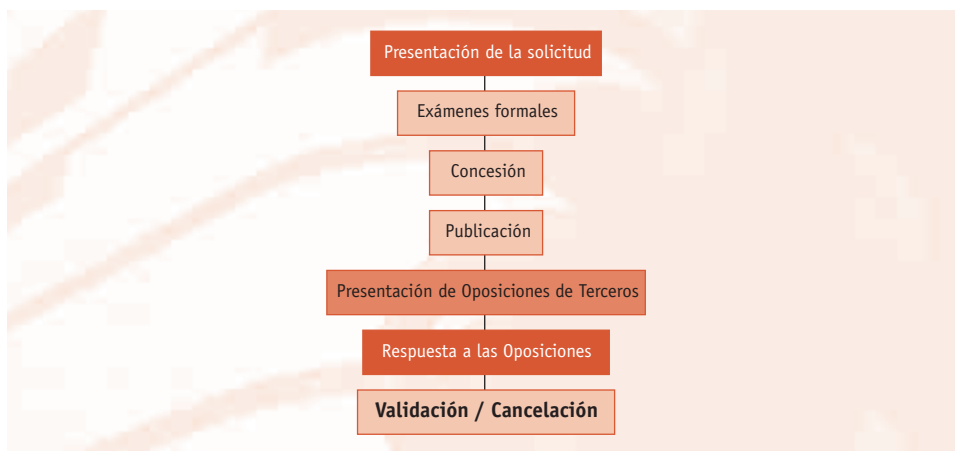 Presentación de la solicitud
Exámenes formales
Concesión
Publicación
Presentación de Oposiciones de Terceros
Respuesta a las Oposiciones
Validación / Cancelación